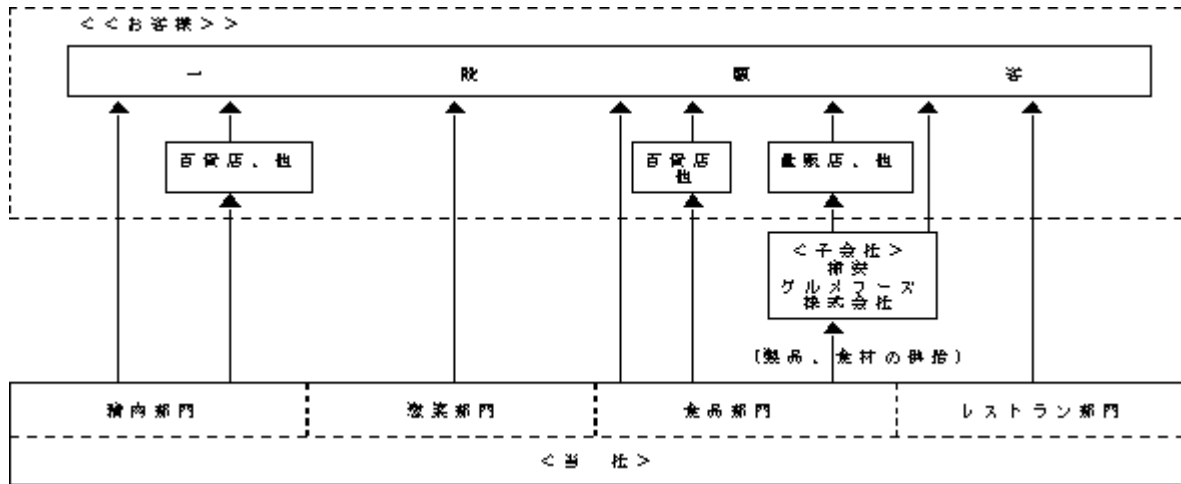 <<お客様>>
一般顧客
百貨店、他
百貨店
他
量販店、他
<子会社>
柿安
グルメフーズ
株式会社
(製品、食材の供給)
精肉部門
惣菜部門
食品部門
レストラン部門
<当 社>